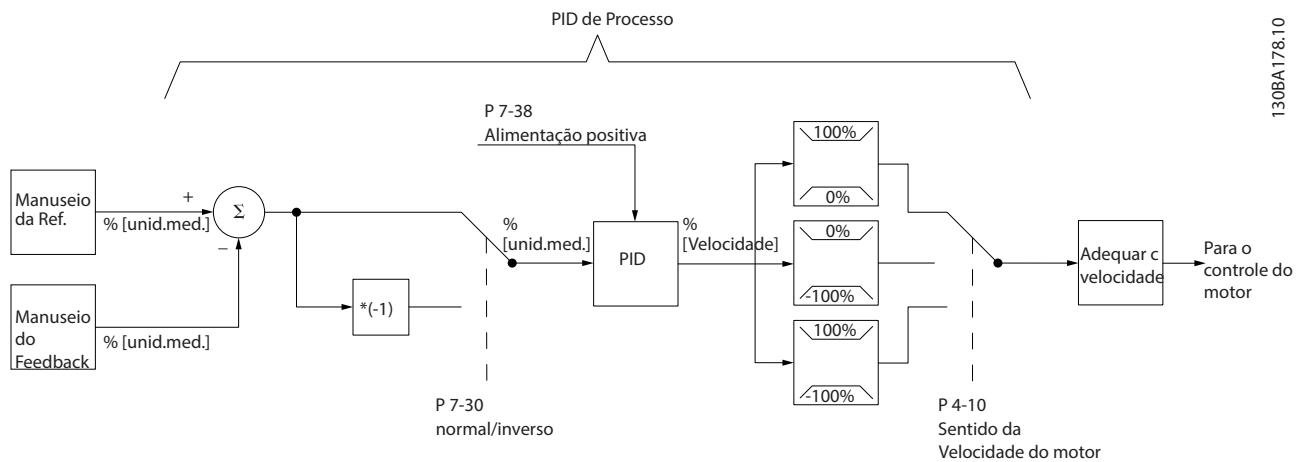 PID de Processo
130BA178.10
P 7-38
Alimentação positiva
Manuseio
da Ref.
+
% [unid.med.]
Σ
–
Manuseio
do
Feedback
% [unid.med.]
*(-1)
P 7-30
normal/inverso
%
[unid.med.]
PID
%
[Velocidade]
100%
0%
0%
-100%
100%
-100%
P 4-10
Sentido da
Velocidade do motor
Adequar c
velocidade
Para o
controle do
motor